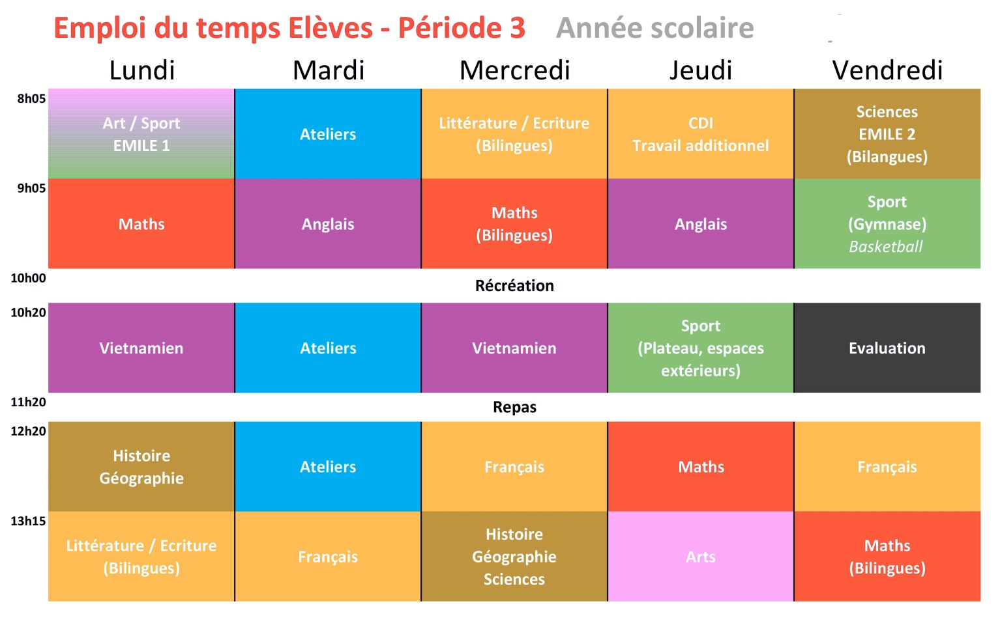 Emploi du temps Elèves - Période 3 Année scolaire
Lundi Mardi Mercredi Jeudi Vendredi
8h05
Art / Sport
EMILE 1
Ateliers
Littérature / Ecriture
(Bilingues)
CDI
Travail additionnel
Sciences
EMILE 2
(Bilangues)
9h05
Maths
Anglais
Maths
(Bilingues)
Anglais
Sport
(Gymnase)
Basketball
10h00
Récréation
10h20
Vietnamien
Ateliers
Vietnamien
Sport
(Plateau, espaces
extérieurs)
Evaluation
11h20
Repas
12h20
Histoire
Géographie
Ateliers
Français
Maths
Français
13h15
Littérature / Ecriture
(Bilingues)
Français
Histoire
Géographie
Sciences
Arts
Maths
(Bilingues)